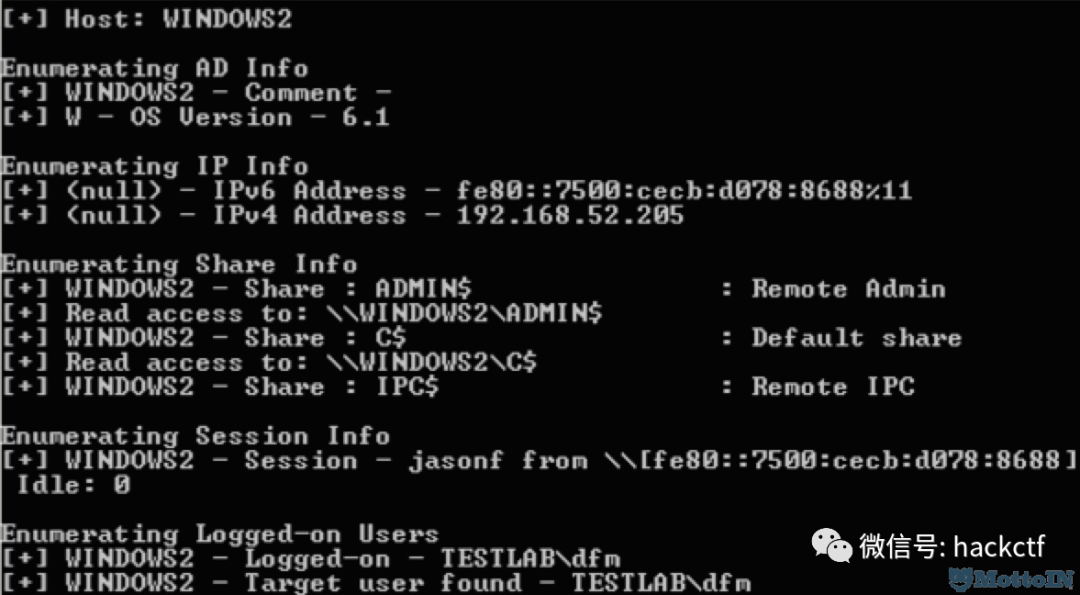 [+] Host: WINDOWS2
Enumerating AD Info
[+] WINDOWS2 - Comment -
[+] W - OS Version - 6.1
Enumerating IP Info
[+] (null) - IPv6 Address - fe80::7500:cecb:d078:8688%11
[+] (null) - IPv4 Address - 192.168.52.205
Enumerating Share Info
[+] WINDOWS2 - Share : ADMIN$ : Remote Admin
[+] Read access to: \\WINDOWS2\ADMIN$
[+] WINDOWS2 - Share : C$ : Default share
[+] Read access to: \\WINDOWS2\C$
[+] WINDOWS2 - Share : IPC$ : Remote IPC
Enumerating Session Info
[+] WINDOWS2 - Session - jasonf from \\[fe80::7500:cecb:d078:8688]
Idle: 0
Enumerating Logged-on Users
[+] WINDOWS2 - Logged-on - TESTLAB\dfm
[+] WINDOWS2 - Target user found - TESTLAB\dfm
微信号: hackctf
MottoIN